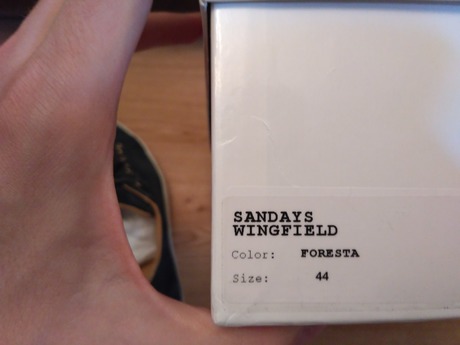 SANDAYS
WINGFIELD
Color: FORESTA
Size: 44